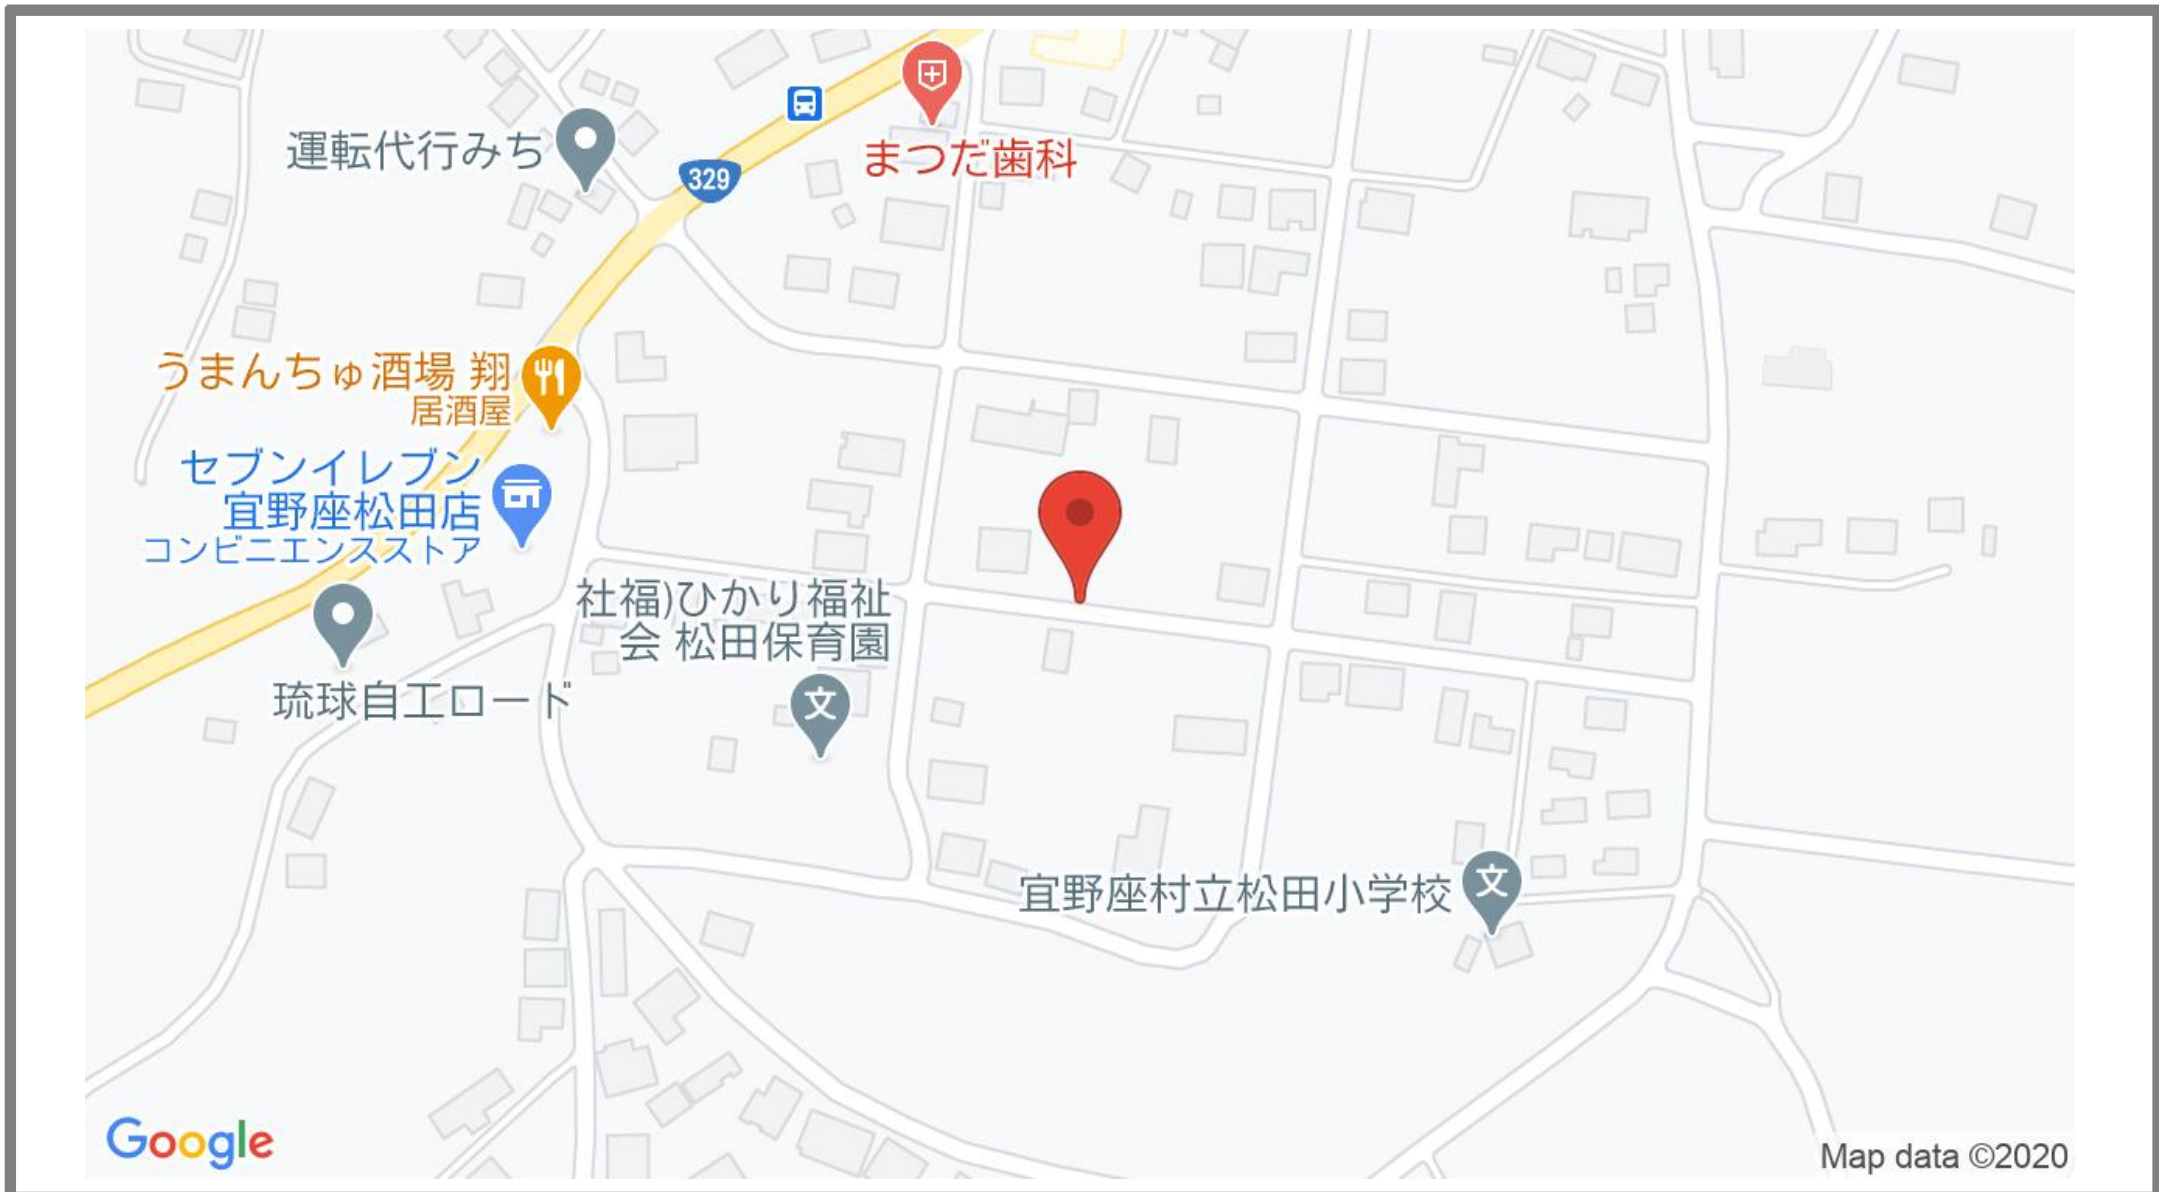 運転代行みち
329
まつだ歯科
うまんちゅ酒場 翔
居酒屋
セブンイレブン
宜野座松田店
コンビニエンスストア
社福)ひかり福祉
会 松田保育園
文
琉球自工ロード
宜野座村立松田小学校
文
Google
Map data ©2020